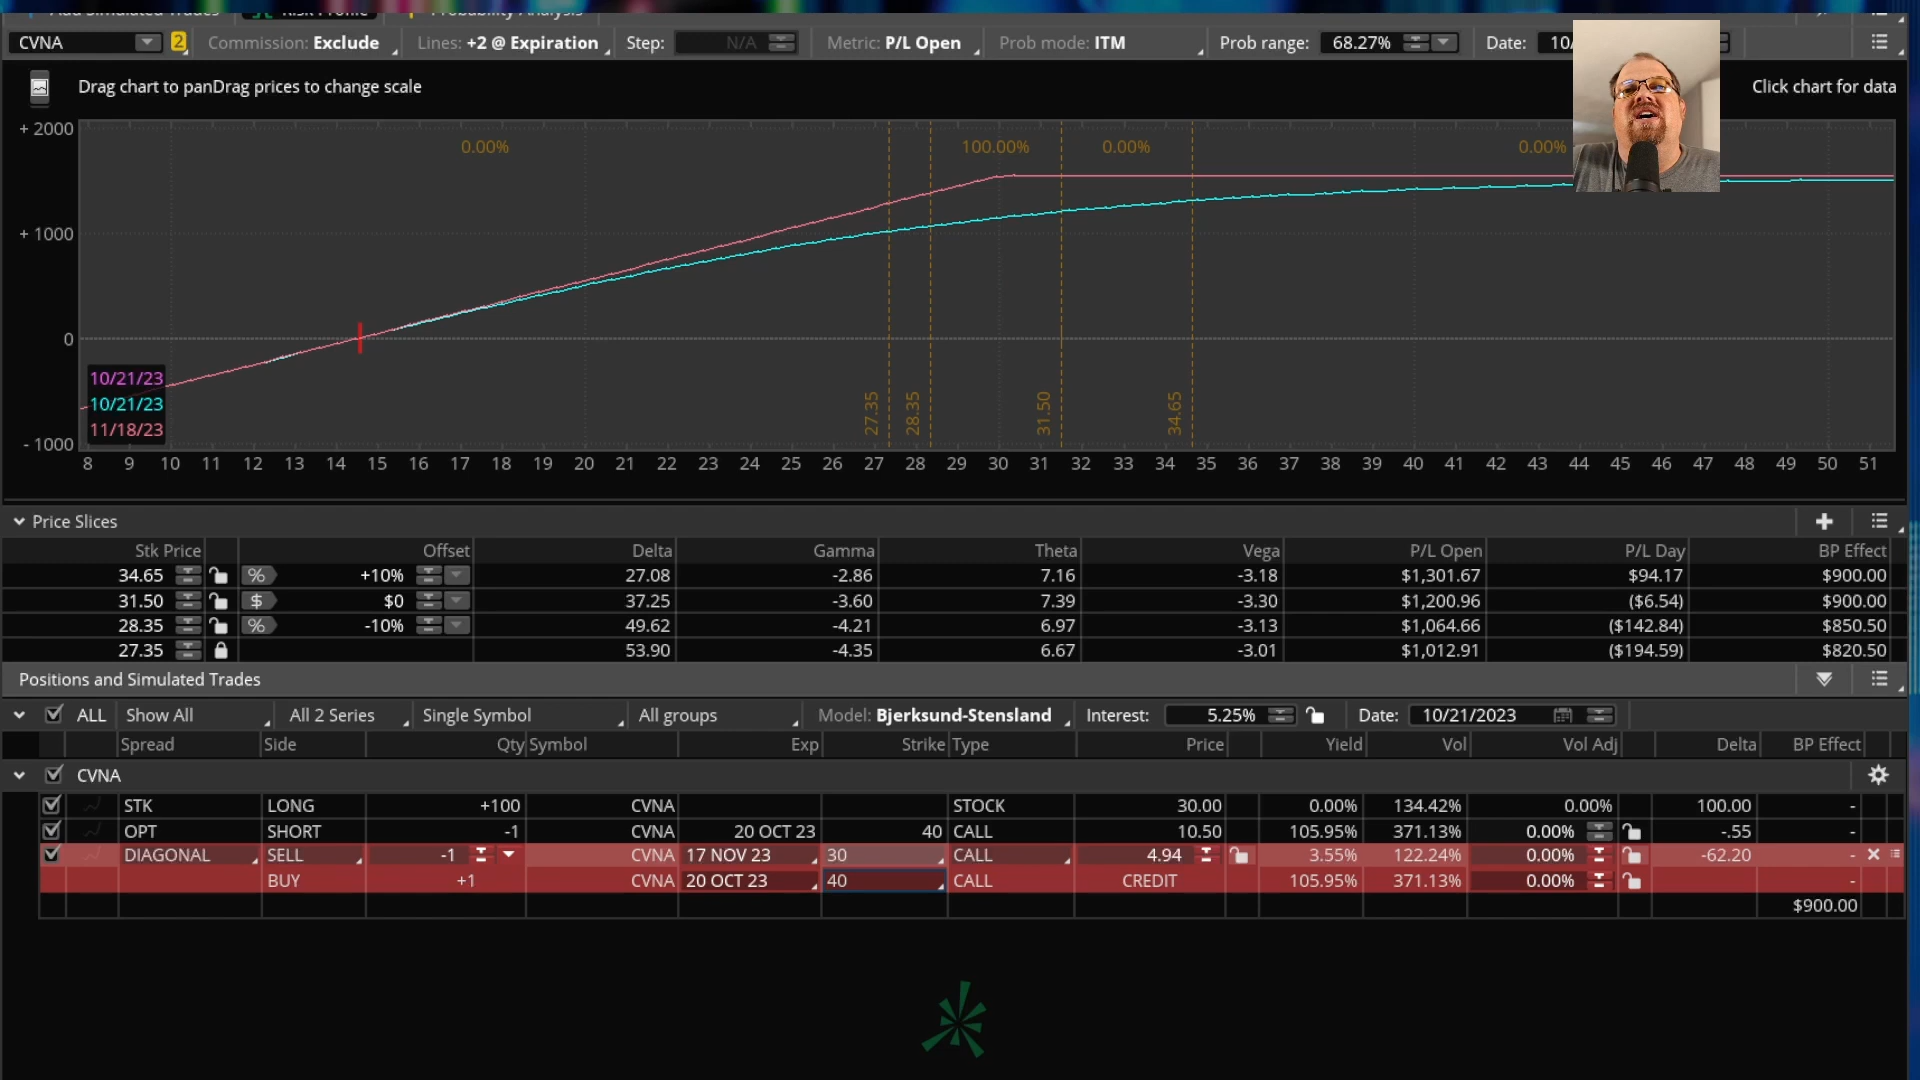 Add Simulated Trades Risk Profile Probability Analysis
CVNA 2 Commission: Exclude Lines: +2 @ Expiration Step: N/A Metric: P/L Open Prob mode: ITM Prob range: 68.27% Date: 10/
Drag chart to panDrag prices to change scale Click chart for data
+ 2000
0.00% 100.00% 0.00% 0.00%
+ 1000
0
10/21/23
10/21/23
11/18/23
27.35 28.35 31.50 34.65
- 1000
8 9 10 11 12 13 14 15 16 17 18 19 20 21 22 23 24 25 26 27 28 29 30 31 32 33 34 35 36 37 38 39 40 41 42 43 44 45 46 47 48 49 50 51
Price Slices
Stk Price Offset Delta Gamma Theta Vega P/L Open P/L Day BP Effect
34.65 % +10% 27.08 -2.86 7.16 -3.18 $1,301.67 $94.17 $900.00
31.50 $ $0 37.25 -3.60 7.39 -3.30 $1,200.96 ($6.54) $900.00
28.35 % -10% 49.62 -4.21 6.97 -3.13 $1,064.66 ($142.84) $850.50
27.35 53.90 -4.35 6.67 -3.01 $1,012.91 ($194.59) $820.50
Positions and Simulated Trades
ALL Show All All 2 Series Single Symbol All groups Model: Bjerksund-Stensland Interest: 5.25% Date: 10/21/2023
Spread Side Qty Symbol Exp Strike Type Price Yield Vol Vol Adj Delta BP Effect
CVNA
STK LONG +100 CVNA STOCK 30.00 0.00% 134.42% 0.00% 100.00 -
OPT SHORT -1 CVNA 20 OCT 23 40 CALL 10.50 105.95% 371.13% 0.00% -.55 -
DIAGONAL SELL -1 CVNA 17 NOV 23 30 CALL 4.94 3.55% 122.24% 0.00% -62.20 -
BUY +1 CVNA 20 OCT 23 40 CALL CREDIT 105.95% 371.13% 0.00% -
$900.00